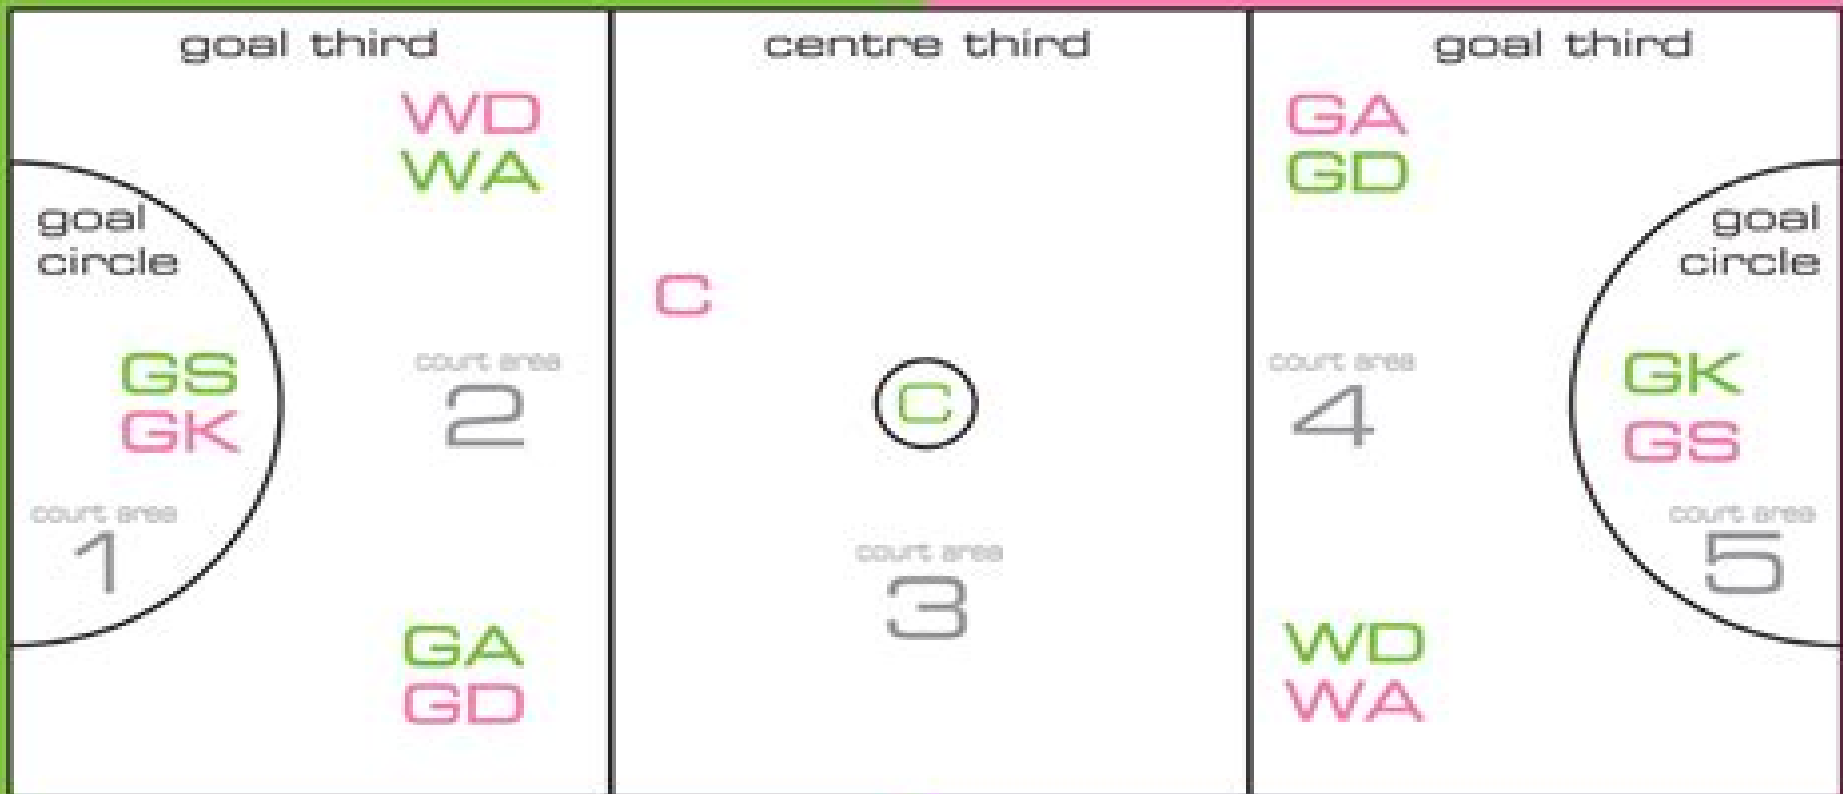 goal third
WD
WA
goal
circle
GS
GK
court area
1
court area
2
GA
GD
centre third
C
C
court area
3
goal third
GA
GD
goal
circle
court area
4
GK
GS
court area
5
WD
WA